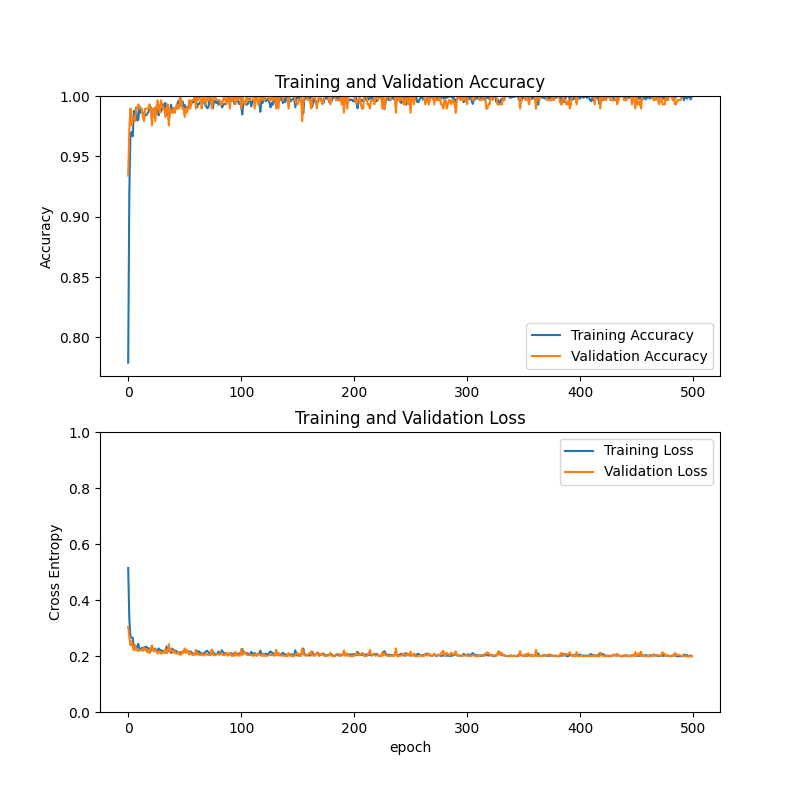 Training and Validation Accuracy
1.00
0.95
0.90
0.85
0.80
Accuracy
Training Accuracy
Validation Accuracy
0 100 200 300 400 500
Training and Validation Loss
1.0
0.8
0.6
0.4
0.2
0.0
Cross Entropy
Training Loss
Validation Loss
0 100 200 300 400 500
epoch